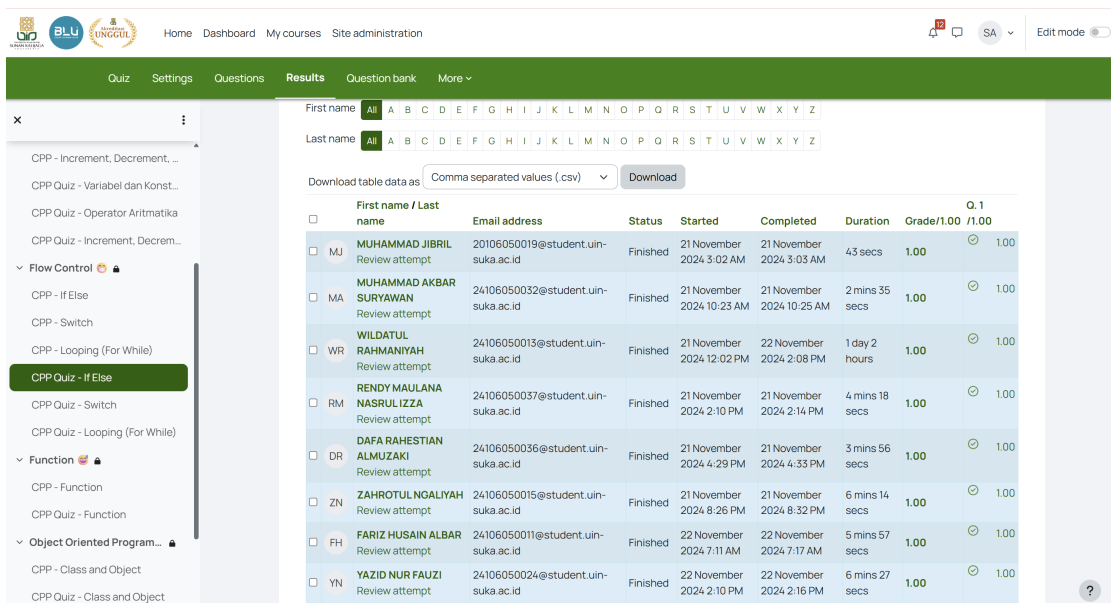 SUNAN KALIJAGA
BLU
Akreditasi
UNGGUL
Home Dashboard My courses Site administration
12
SA
Edit mode
Quiz Settings Questions Results Question bank More
CPP - Increment, Decrement, ...
CPP Quiz - Variabel dan Konst...
CPP Quiz - Operator Aritmatika
CPP Quiz - Increment, Decrem...
Flow Control
CPP - If Else
CPP - Switch
CPP - Looping (For While)
CPP Quiz - If Else
CPP Quiz - Switch
CPP Quiz - Looping (For While)
Function
CPP - Function
CPP Quiz - Function
Object Oriented Program...
CPP - Class and Object
CPP Quiz - Class and Object
First name All A B C D E F G H I J K L M N O P Q R S T U V W X Y Z
Last name All A B C D E F G H I J K L M N O P Q R S T U V W X Y Z
Download table data as Comma separated values (.csv) Download
First name / Last Q. 1
name Email address Status Started Completed Duration Grade/1.00 /1.00
MUHAMMAD JIBRIL 20106050019@student.uin- 21 November 21 November 1.00
MJ Finished 43 secs 1.00
Review attempt suka.ac.id 2024 3:02 AM 2024 3:03 AM
MUHAMMAD AKBAR 1.00
MA SURYAWAN 24106050032@student.uin- Finished 21 November 21 November 2 mins 35 1.00
Review attempt suka.ac.id 2024 10:23 AM 2024 10:25 AM secs
WILDATUL 1.00
WR RAHMANIYAH 24106050013@student.uin- Finished 21 November 22 November 1 day 2 1.00
Review attempt suka.ac.id 2024 12:02 PM 2024 2:08 PM hours
RENDY MAULANA 1.00
RM NASRUL IZZA 24106050037@student.uin- Finished 21 November 21 November 4 mins 18 1.00
Review attempt suka.ac.id 2024 2:10 PM 2024 2:14 PM secs
DAFA RAHESTIAN 1.00
DR ALMUZAKI 24106050036@student.uin- Finished 21 November 21 November 3 mins 56 1.00
Review attempt suka.ac.id 2024 4:29 PM 2024 4:33 PM secs
ZAHROTUL NGALIYAH 24106050015@student.uin- 21 November 21 November 6 mins 14 1.00
ZN Finished 1.00
Review attempt suka.ac.id 2024 8:26 PM 2024 8:32 PM secs
FARIZ HUSAIN ALBAR 24106050011@student.uin- 22 November 22 November 5 mins 57 1.00
FH Finished 1.00
Review attempt suka.ac.id 2024 7:11 AM 2024 7:17 AM secs
YAZID NUR FAUZI 24106050024@student.uin- 22 November 22 November 6 mins 27 1.00
YN Finished 1.00
Review attempt suka.ac.id 2024 2:10 PM 2024 2:16 PM secs
?